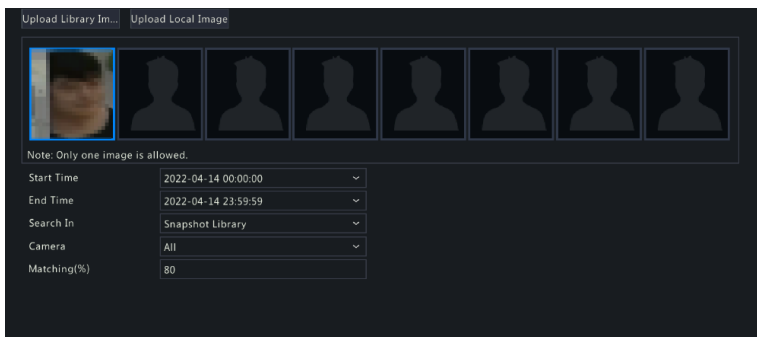 Upload Library Im... Upload Local Image
Note: Only one image is allowed.
Start Time 2022-04-14 00:00:00
End Time 2022-04-14 23:59:59
Search In Snapshot Library
Camera All
Matching(%) 80